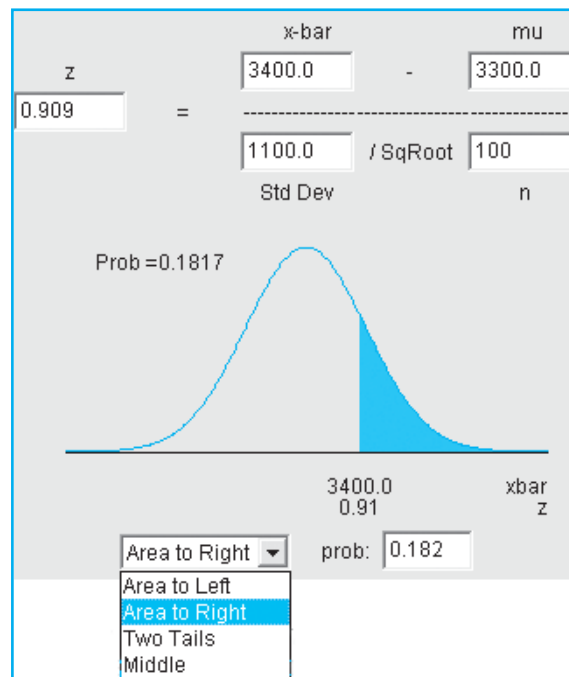 x-bar mu
z 3400.0 - 3300.0
0.909 = ----------------------------------------
1100.0 / SqRoot 100
Std Dev n
Prob =0.1817
3400.0 xbar
0.91 z
Area to Right prob: 0.182
Area to Left
Area to Right
Two Tails
Middle